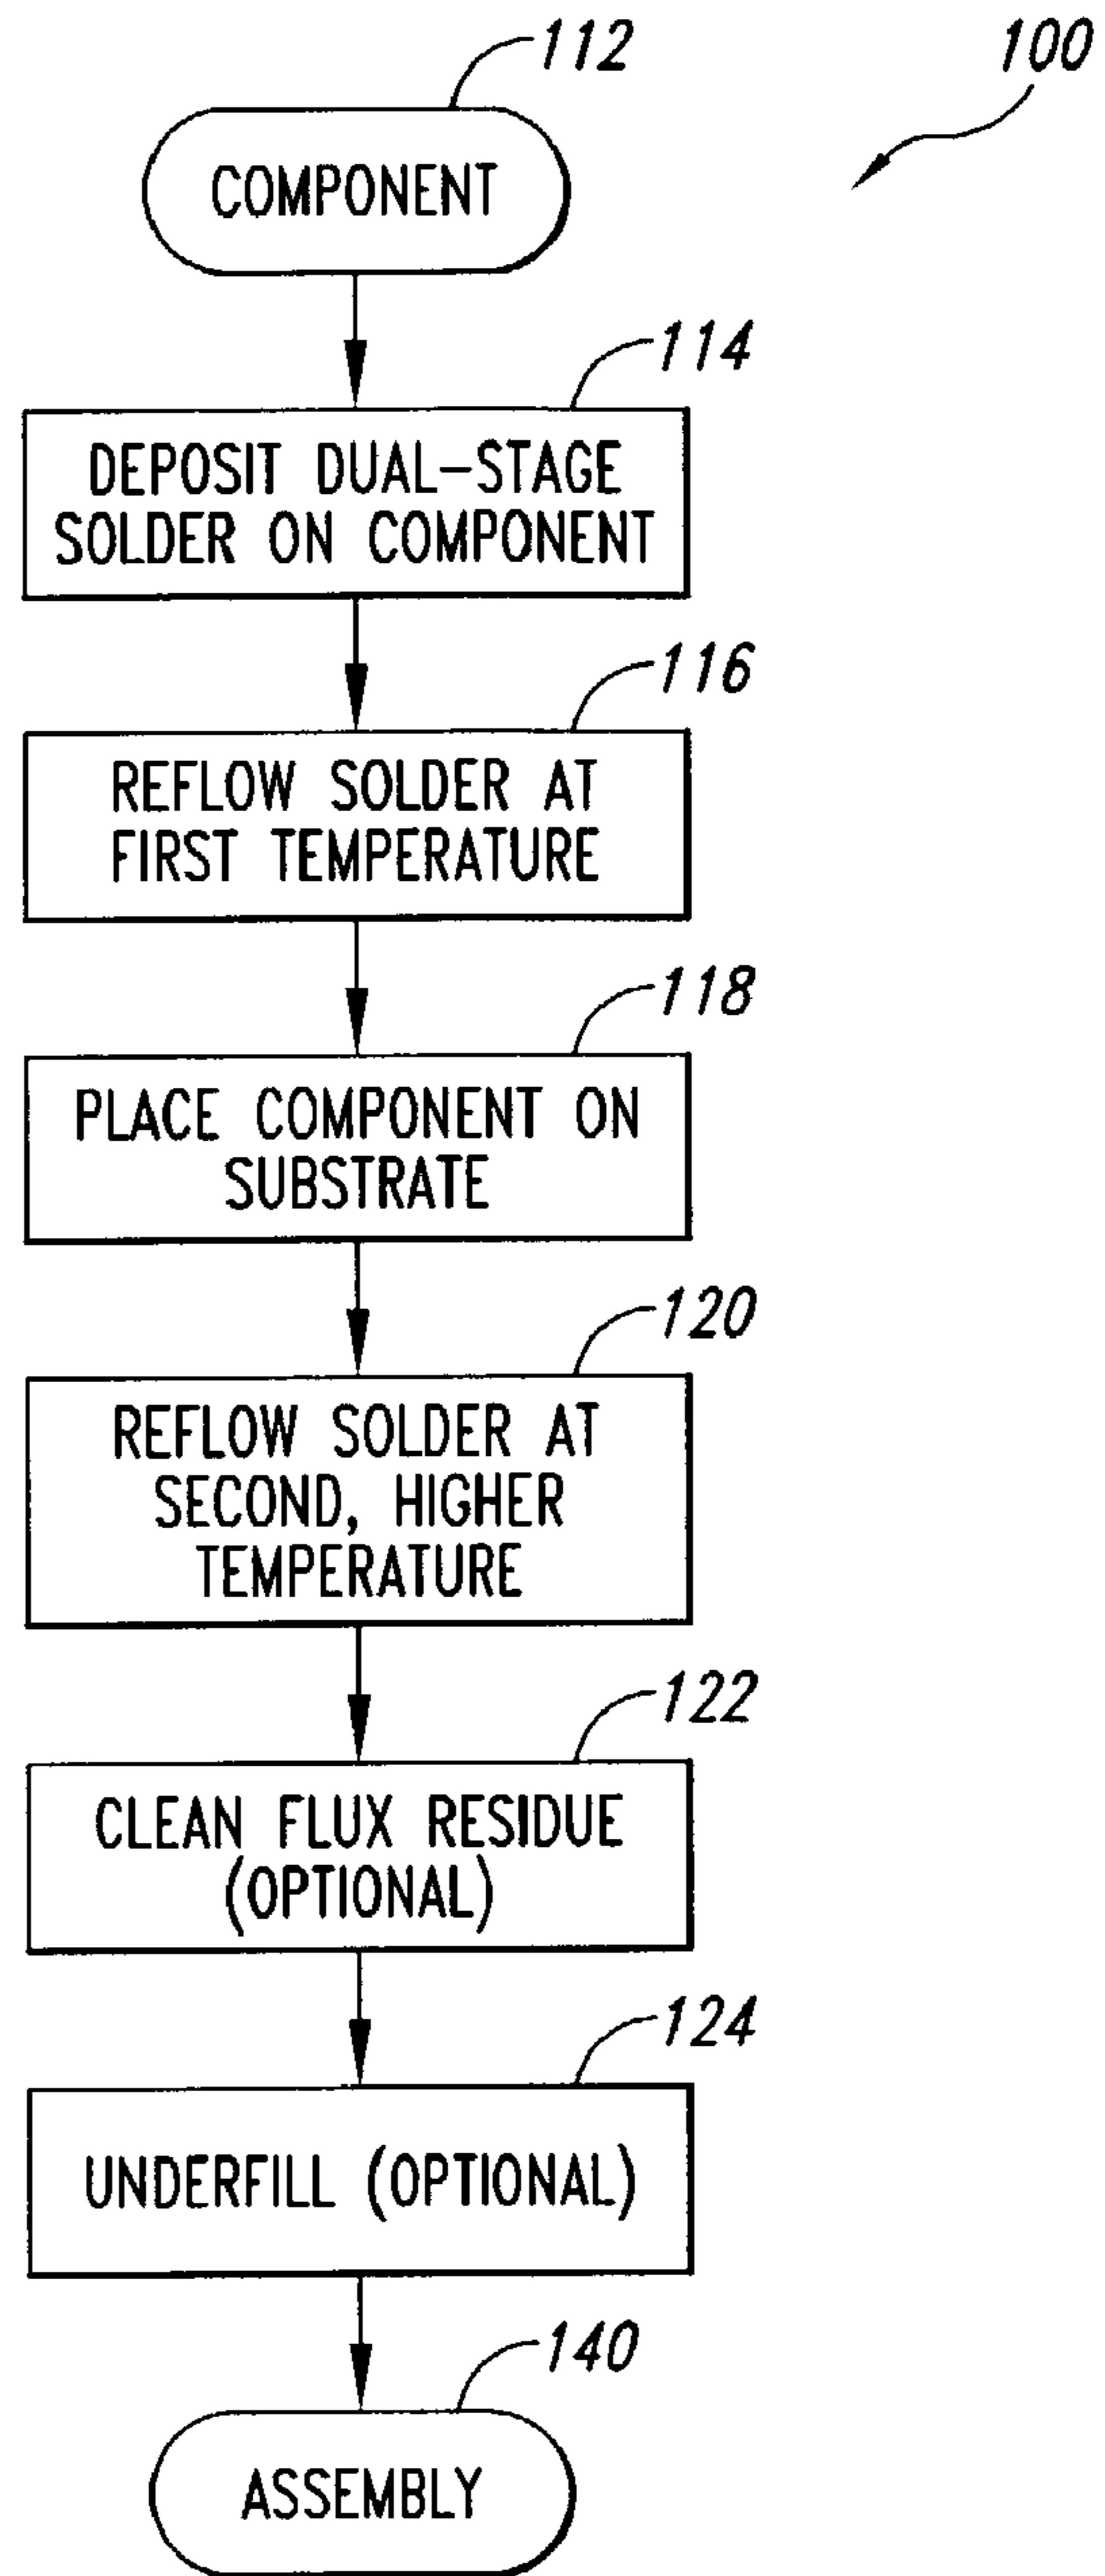 112
100
COMPONENT
114
DEPOSIT DUAL-STAGE
SOLDER ON COMPONENT
116
REFLOW SOLDER AT
FIRST TEMPERATURE
118
PLACE COMPONENT ON
SUBSTRATE
120
REFLOW SOLDER AT
SECOND, HIGHER
TEMPERATURE
122
CLEAN FLUX RESIDUE
(OPTIONAL)
124
UNDERFILL (OPTIONAL)
140
ASSEMBLY